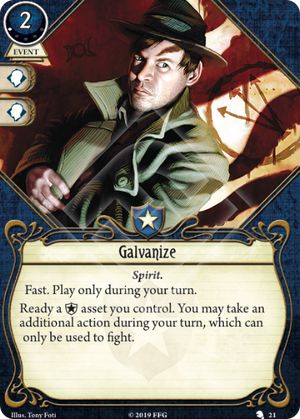 2
EVENT
Galvanize
Spirit.
Fast. Play only during your turn.
Ready a asset you control. You may take an
additional action during your turn, which can
only be used to fight.
Illus. Tony Foti
© 2019 FFG
21